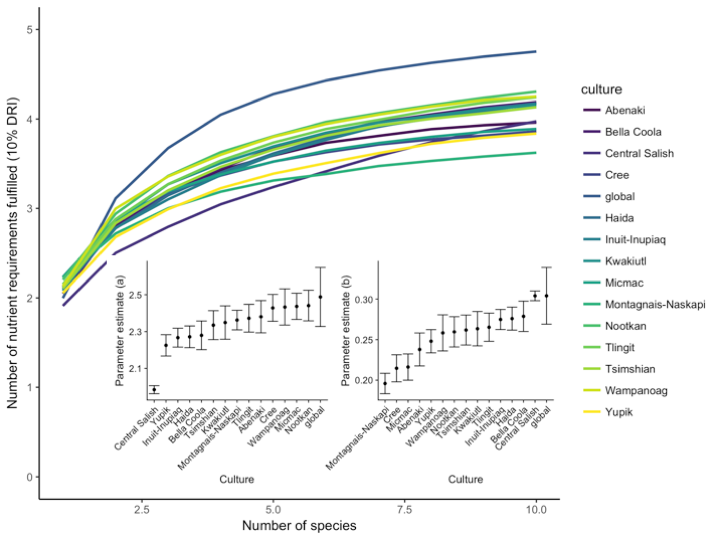 Number of nutrient requirements fulfilled (10% DRI)
5
4
3
2
1
0
2.5
5.0
7.5
10.0
Number of species
culture
Abenaki
Bella Coola
Central Salish
Cree
global
Haida
Inuit-Inupiaq
Kwakiutl
Micmac
Montagnais-Naskapi
Nootkan
Tlingit
Tsimshian
Wampanoag
Yupik
Parameter estimate (a)
2.5
2.3
2.1
Central Salish
Yupik
Inuit-Inupiaq
Haida
Bella Coola
Tsimshian
Kwakiutl
Montagnais-Naskapi
Tlingit
Abenaki
Cree
Wampanoag
Micmac
Nootkan
global
Culture
Parameter estimate (b)
0.30
0.25
0.20
Montagnais-Naskapi
Cree
Micmac
Abenaki
Yupik
Wampanoag
Nootkan
Tsimshian
Kwakiutl
Tlingit
Inuit-Inupiaq
Haida
Bella Coola
Central Salish
global
Culture